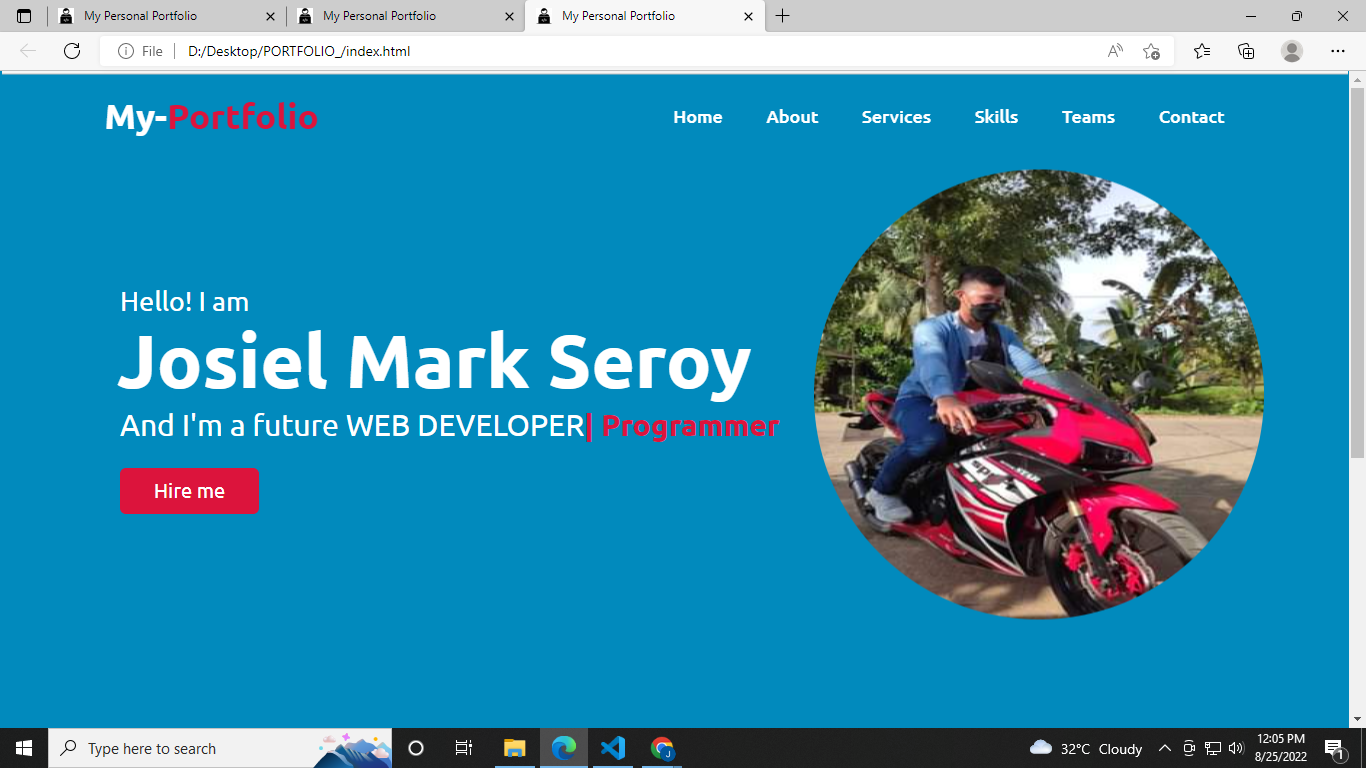 My Personal Portfolio
My Personal Portfolio
My Personal Portfolio
File
D:/Desktop/PORTFOLIO_/index.html
My-Portfolio
Home About Services Skills Teams Contact
Hello! I am
Josiel Mark Seroy
And I'm a future WEB DEVELOPER| Programmer
Hire me
Type here to search
J
32°C Cloudy
12:05 PM
8/25/2022
1